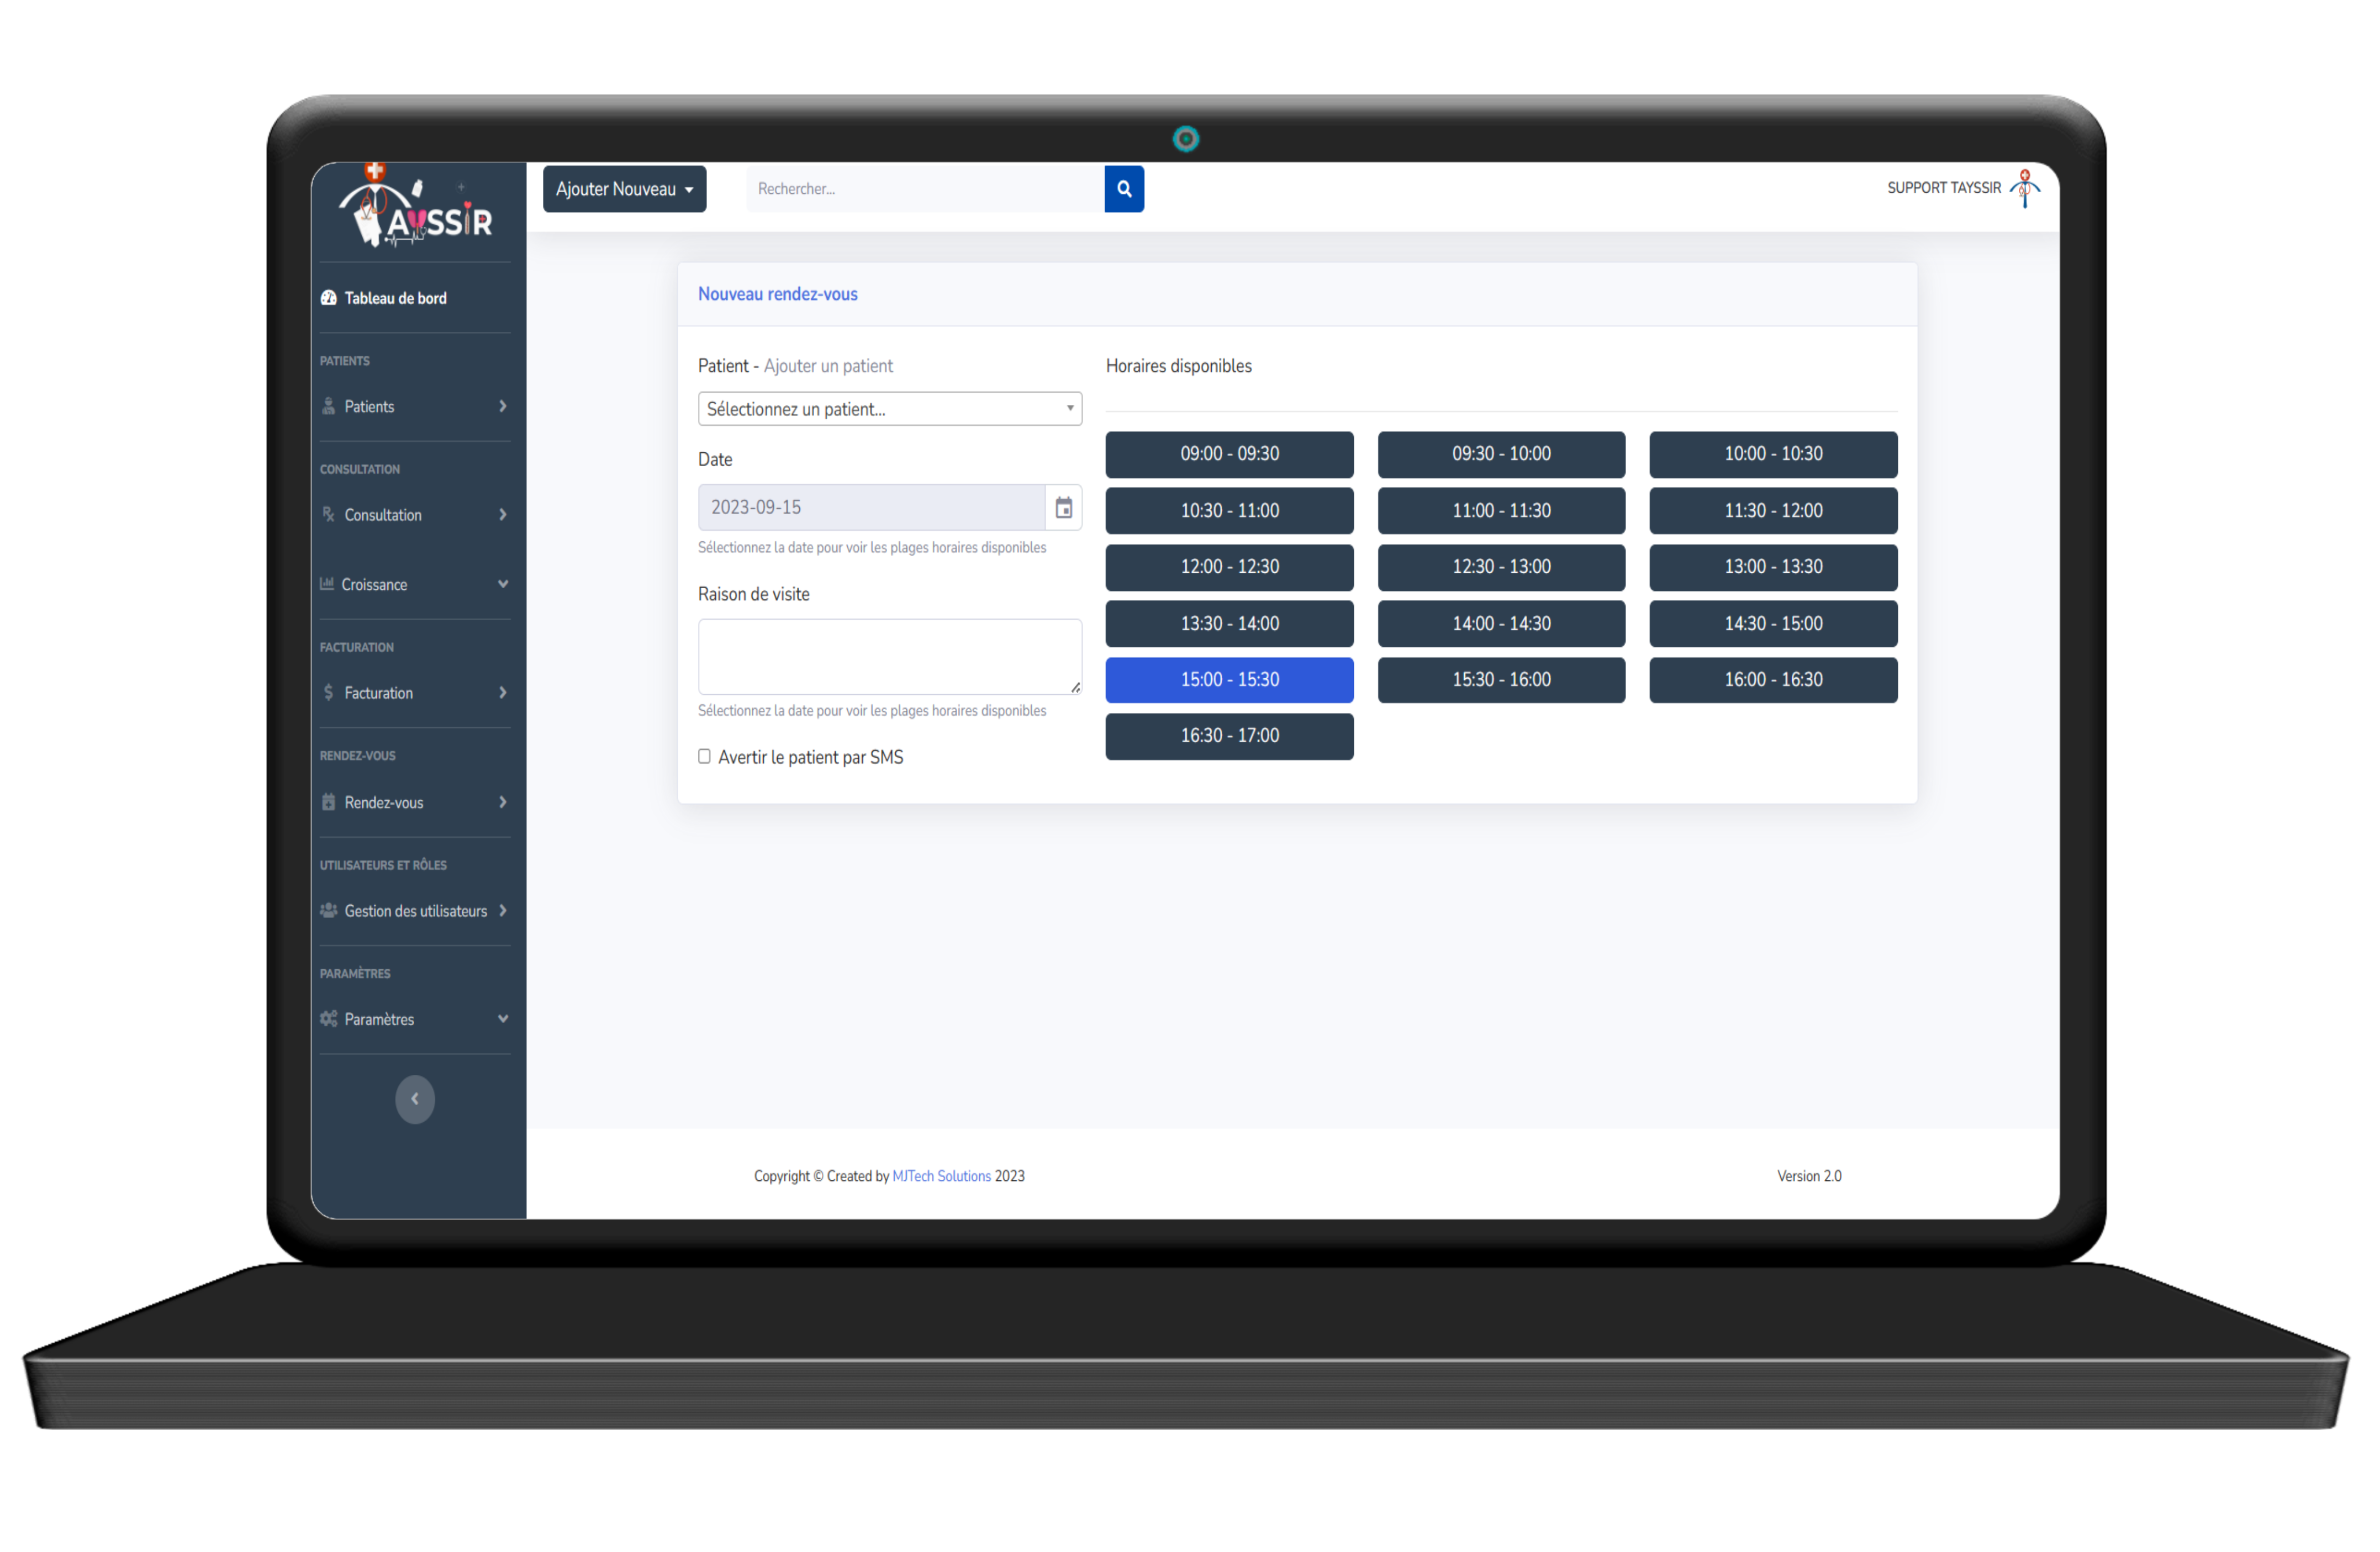 TAYSSIR
Ajouter Nouveau
Rechercher...
SUPPORT TAYSSIR
Tableau de bord
PATIENTS
Patients
CONSULTATION
Consultation
Croissance
FACTURATION
Facturation
RENDEZ-VOUS
Rendez-vous
UTILISATEURS ET RÔLES
Gestion des utilisateurs
PARAMÈTRES
Paramètres
Nouveau rendez-vous
Patient - Ajouter un patient
Sélectionnez un patient...
Date
2023-09-15
Sélectionnez la date pour voir les plages horaires disponibles
Raison de visite
Sélectionnez la date pour voir les plages horaires disponibles
Avertir le patient par SMS
Horaires disponibles
09:00 - 09:30 09:30 - 10:00 10:00 - 10:30
10:30 - 11:00 11:00 - 11:30 11:30 - 12:00
12:00 - 12:30 12:30 - 13:00 13:00 - 13:30
13:30 - 14:00 14:00 - 14:30 14:30 - 15:00
15:00 - 15:30 15:30 - 16:00 16:00 - 16:30
16:30 - 17:00
Copyright © Created by MJTech Solutions 2023
Version 2.0